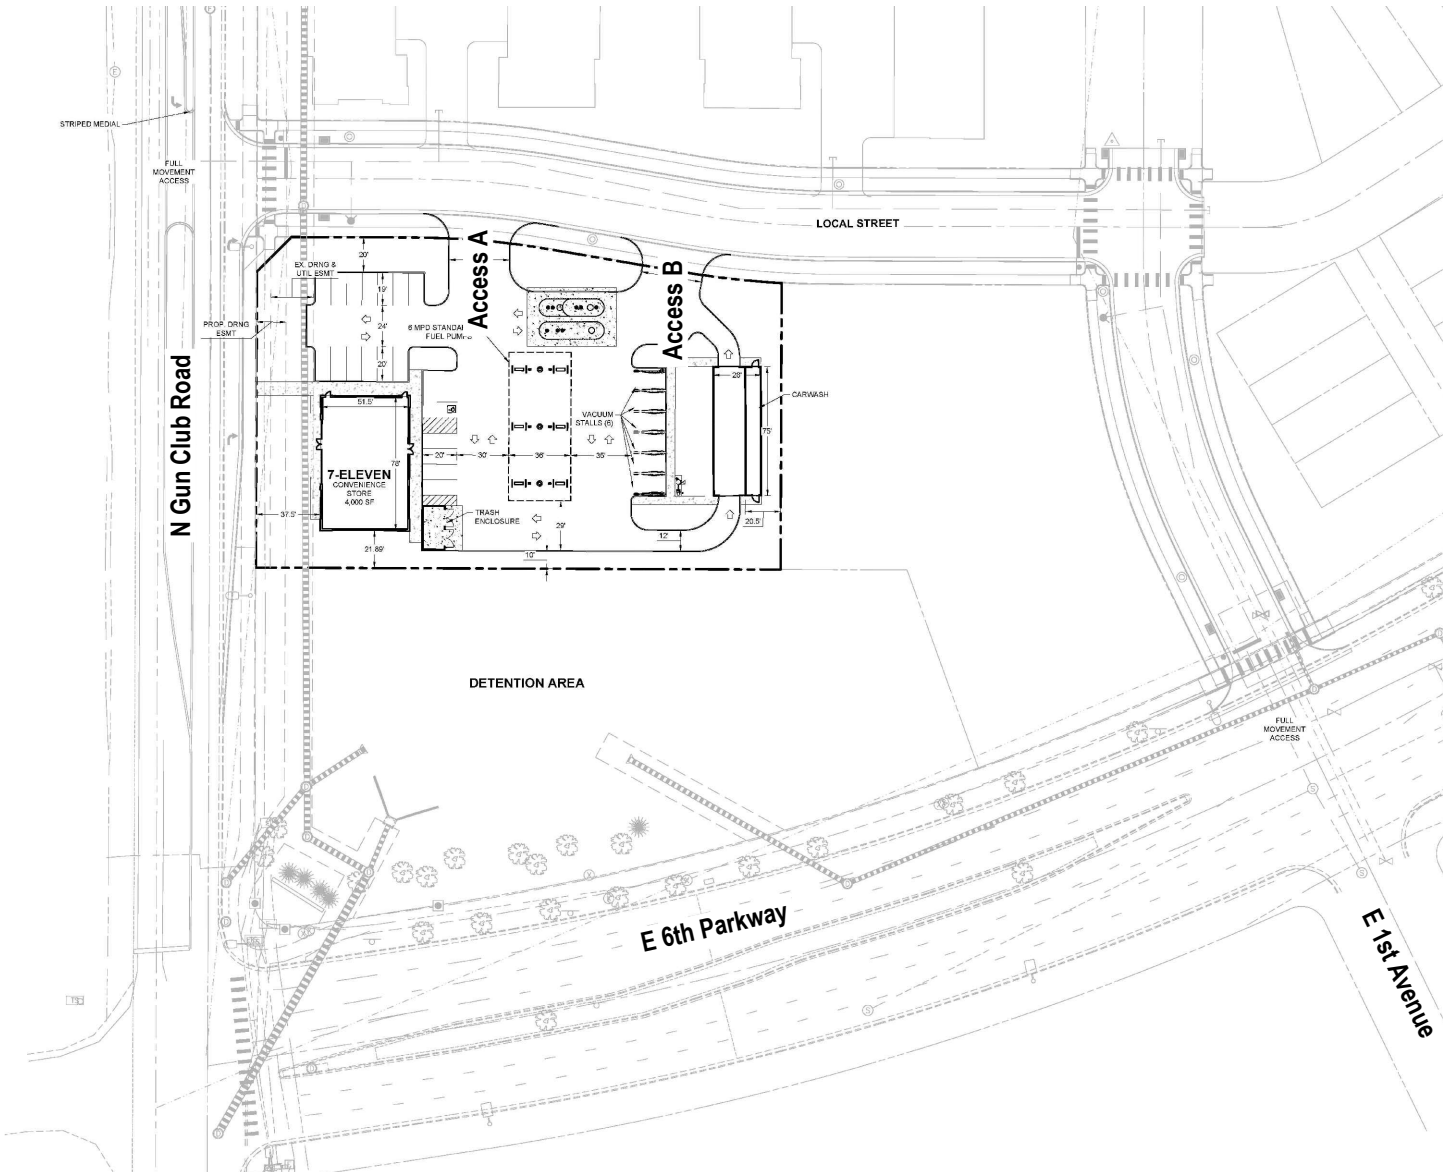 STRIPED MEDIAL
FULL
MOVEMENT
ACCESS
LOCAL STREET
Access A
Access B
20'
EX. DRNG &
UTIL ESMT
19'
24'
20'
PROP. DRNG
ESMT
6 MPD STANDAR
FUEL PUMPS
N Gun Club Road
51.5'
78'
7-ELEVEN
CONVENIENCE
STORE
4,000 SF
VACUUM
STALLS (6)
CARWASH
75'
20'
30'
36'
35'
TRASH
ENCLOSURE
37.5'
21.89'
29'
10'
12'
20.5'
DETENTION AREA
FULL
MOVEMENT
ACCESS
E 6th Parkway
E 1st Avenue